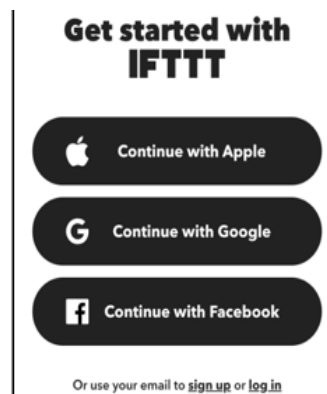 Get started with
IFTTT
Continue with Apple
Continue with Google
Continue with Facebook
Or use your email to sign up or log in